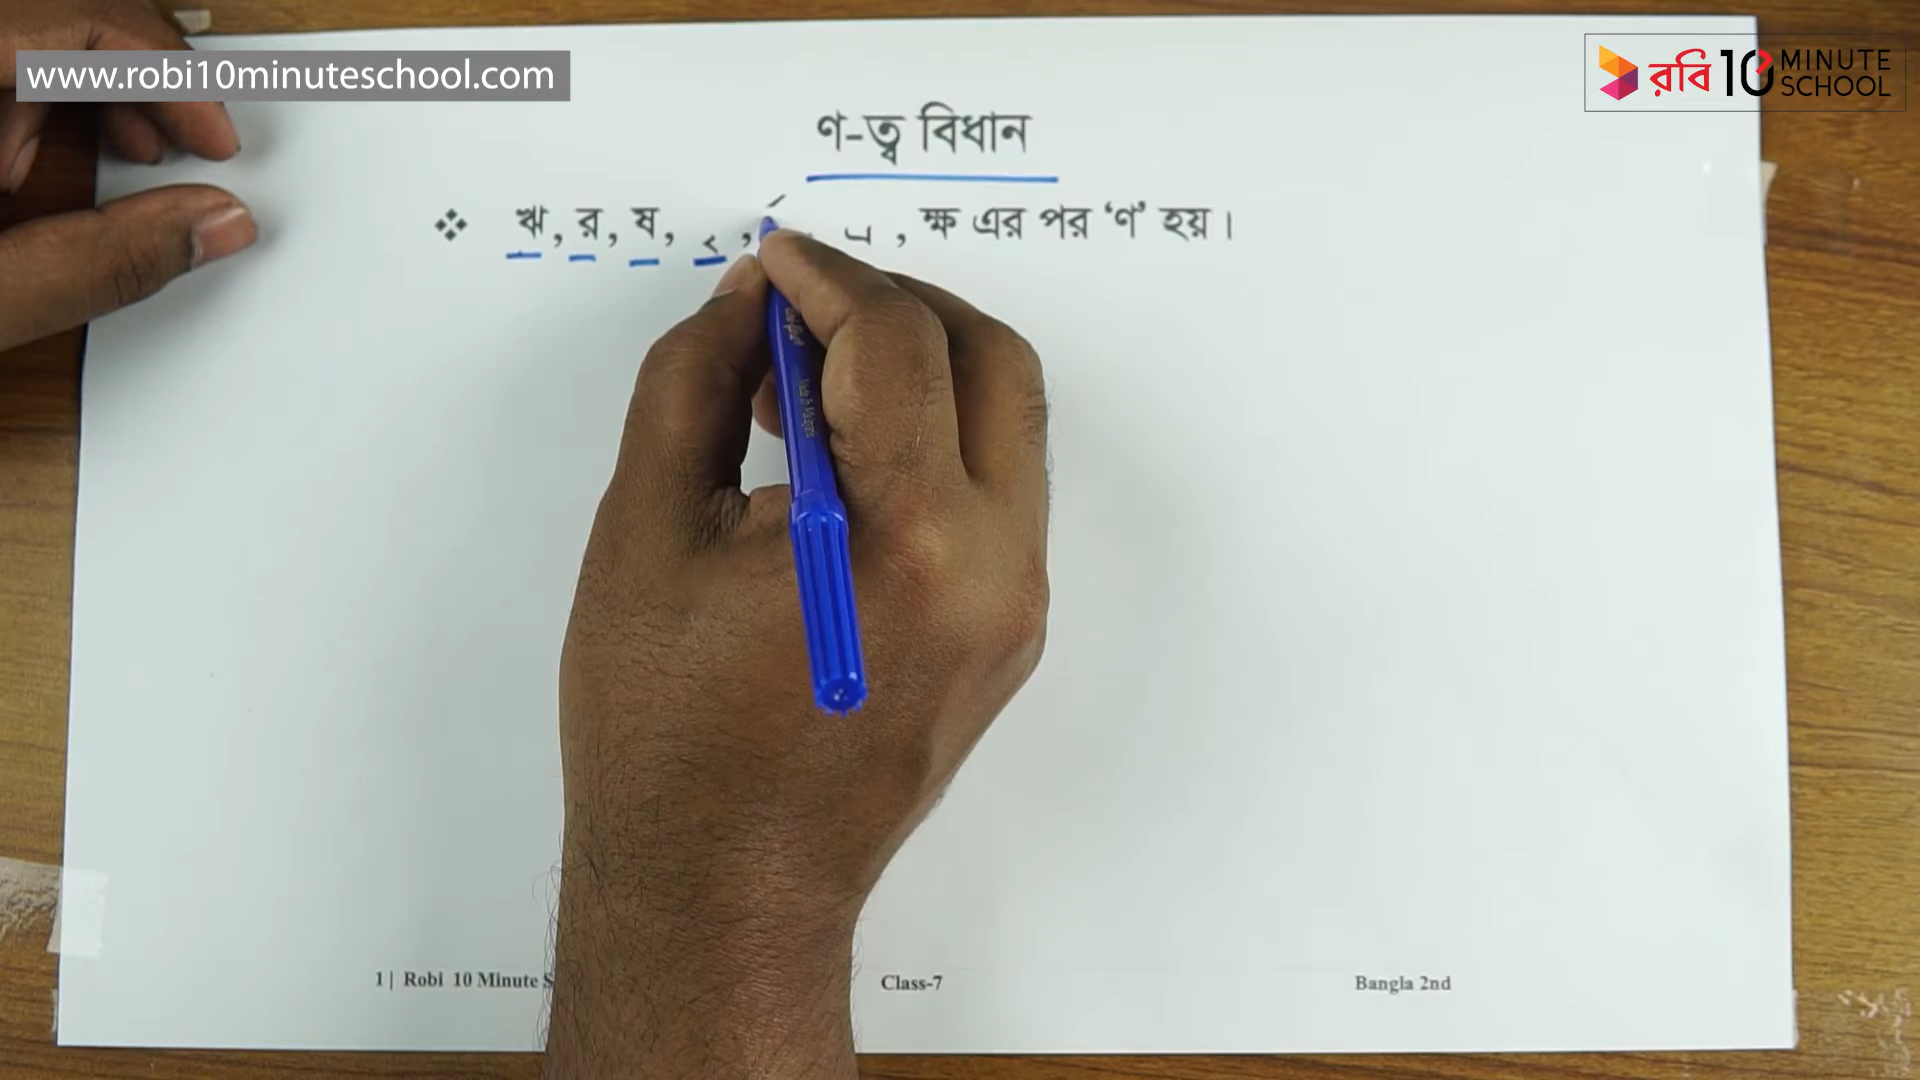 www.robi10minuteschool.com
রবি 10 MINUTE SCHOOL
ণ-ত্ব বিধান
❖ ঋ, র, ষ, ৃ, র্, ্র, ক্ষ এর পর ‘ণ’ হয়।
1| Robi 10 Minute S
Class-7
Bangla 2nd